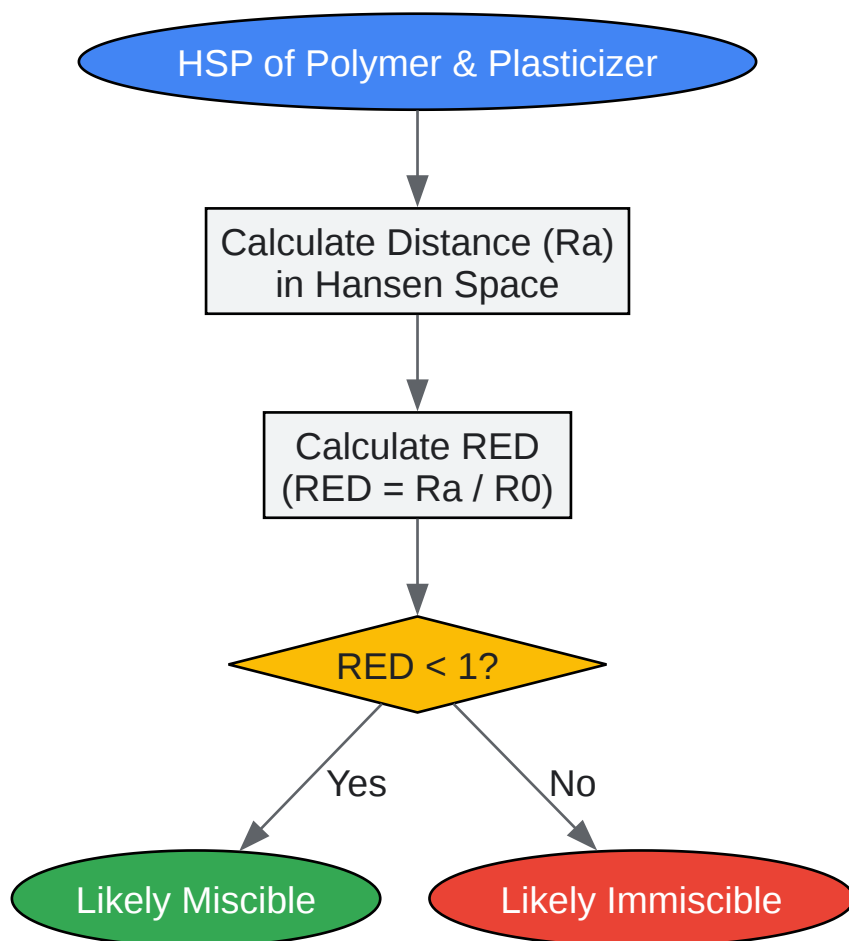 HSP of Polymer & Plasticizer
Calculate Distance (Ra)
in Hansen Space
Calculate RED
(RED = Ra / R0)
RED < 1?
Yes
No
Likely Miscible
Likely Immiscible